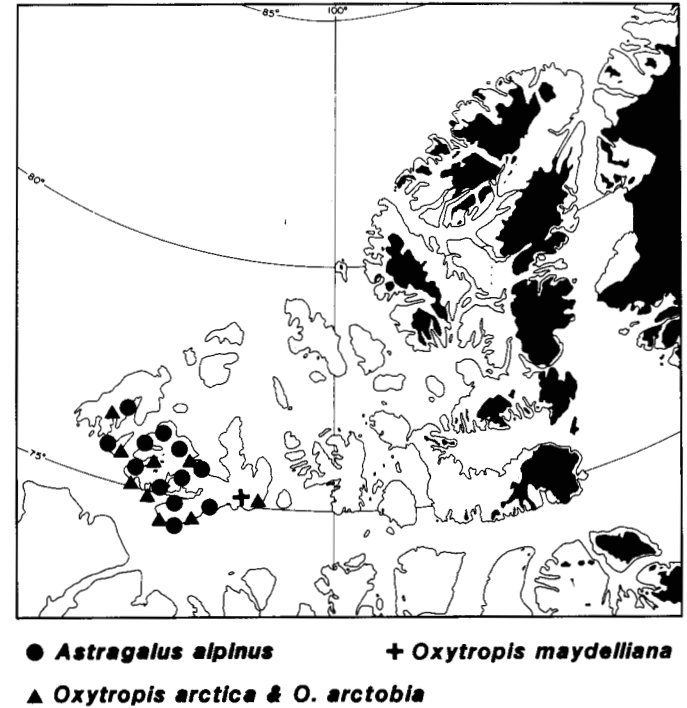 85° 100°
80°
75°
Astragalus alpinus
Oxytropis maydelliana
Oxytropis arctica & O. arctobia